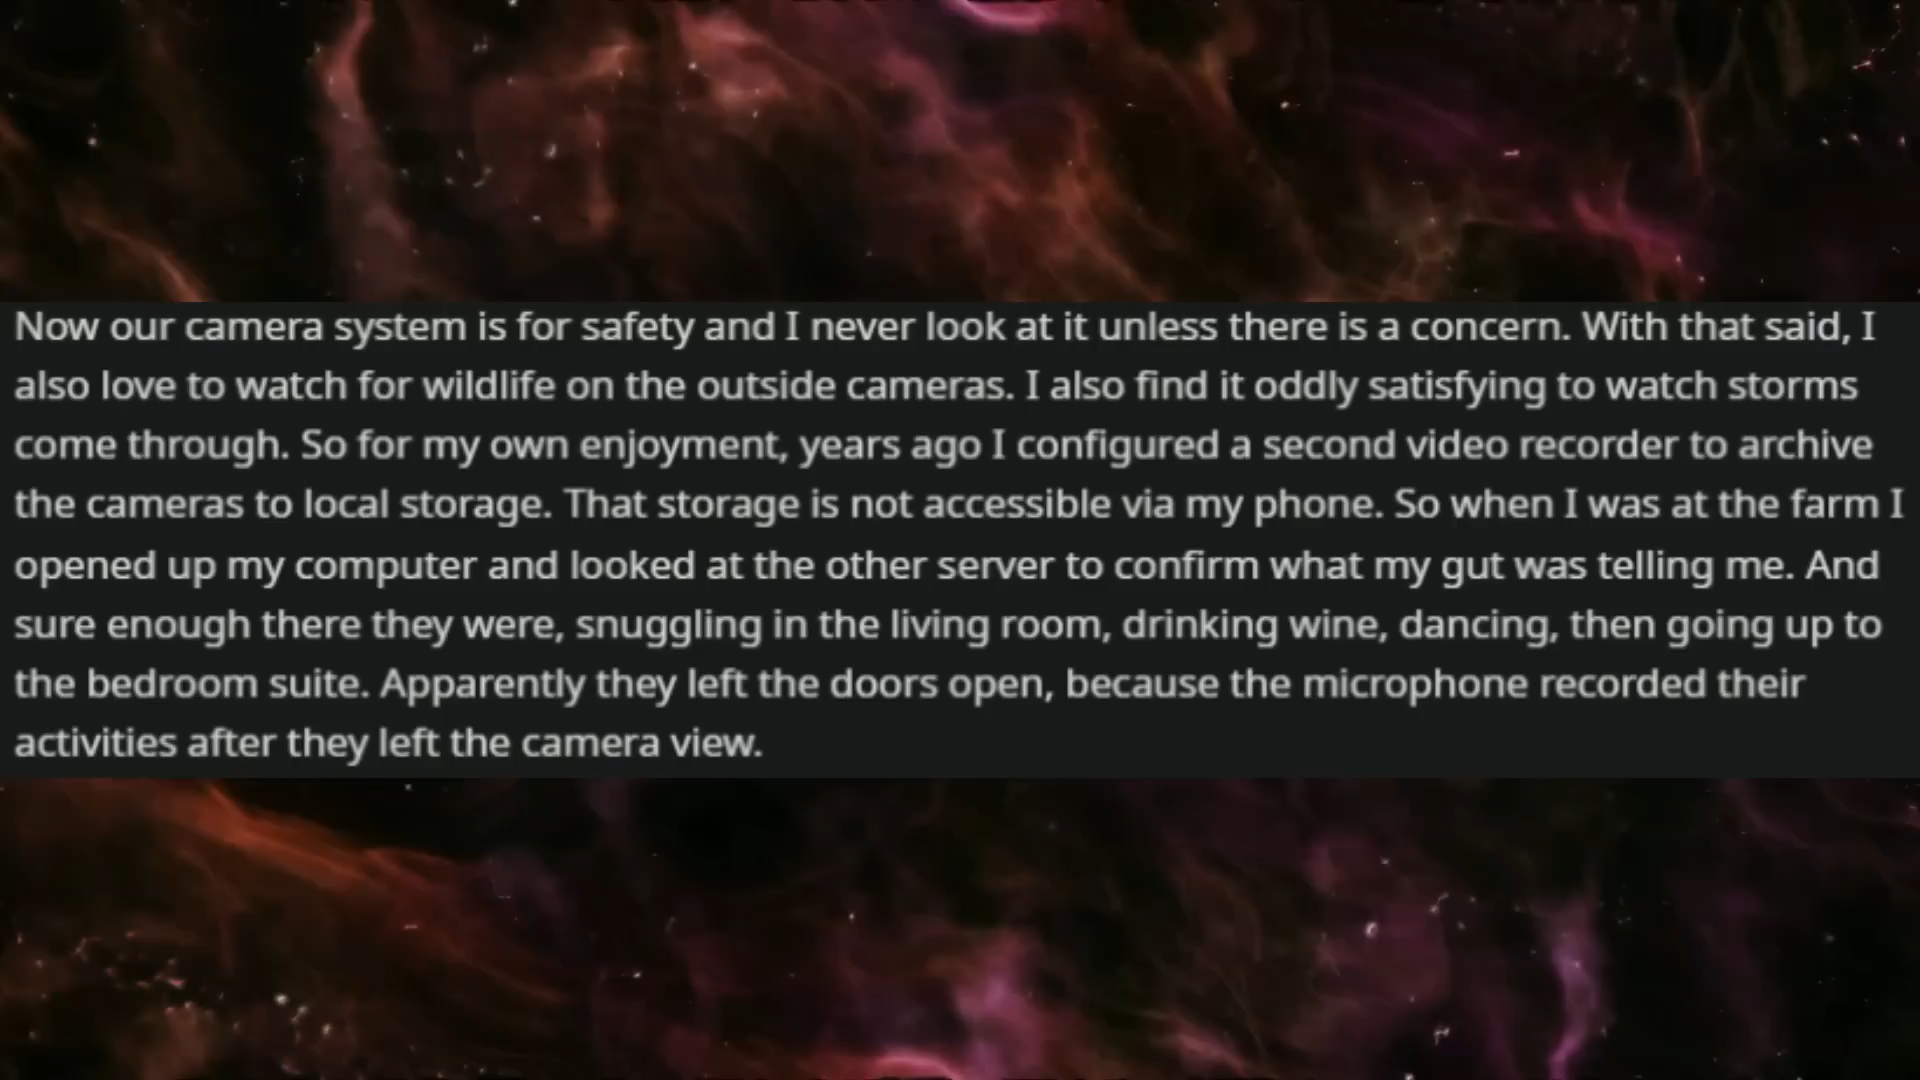 Now our camera system is for safety and I never look at it unless there is a concern. With that said, I
also love to watch for wildlife on the outside cameras. I also find it oddly satisfying to watch storms
come through. So for my own enjoyment, years ago I configured a second video recorder to archive
the cameras to local storage. That storage is not accessible via my phone. So when I was at the farm I
opened up my computer and looked at the other server to confirm what my gut was telling me. And
sure enough there they were, snuggling in the living room, drinking wine, dancing, then going up to
the bedroom suite. Apparently they left the doors open, because the microphone recorded their
activities after they left the camera view.